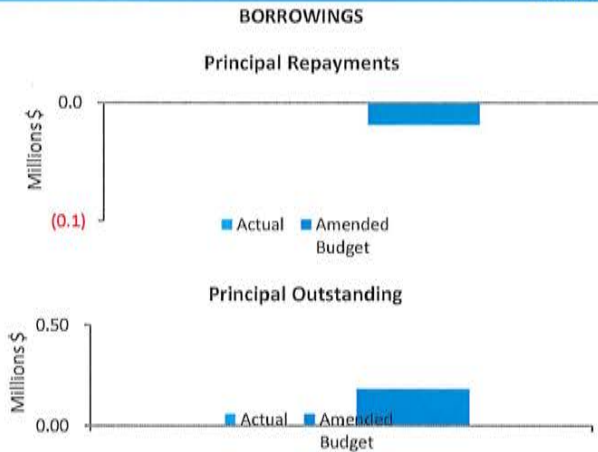 BORROWINGS
Principal Repayments
0.0
Millions $
(0.1)
Actual Amended
Budget
Principal Outstanding
0.50
Millions $
0.00
Actual Amended
Budget